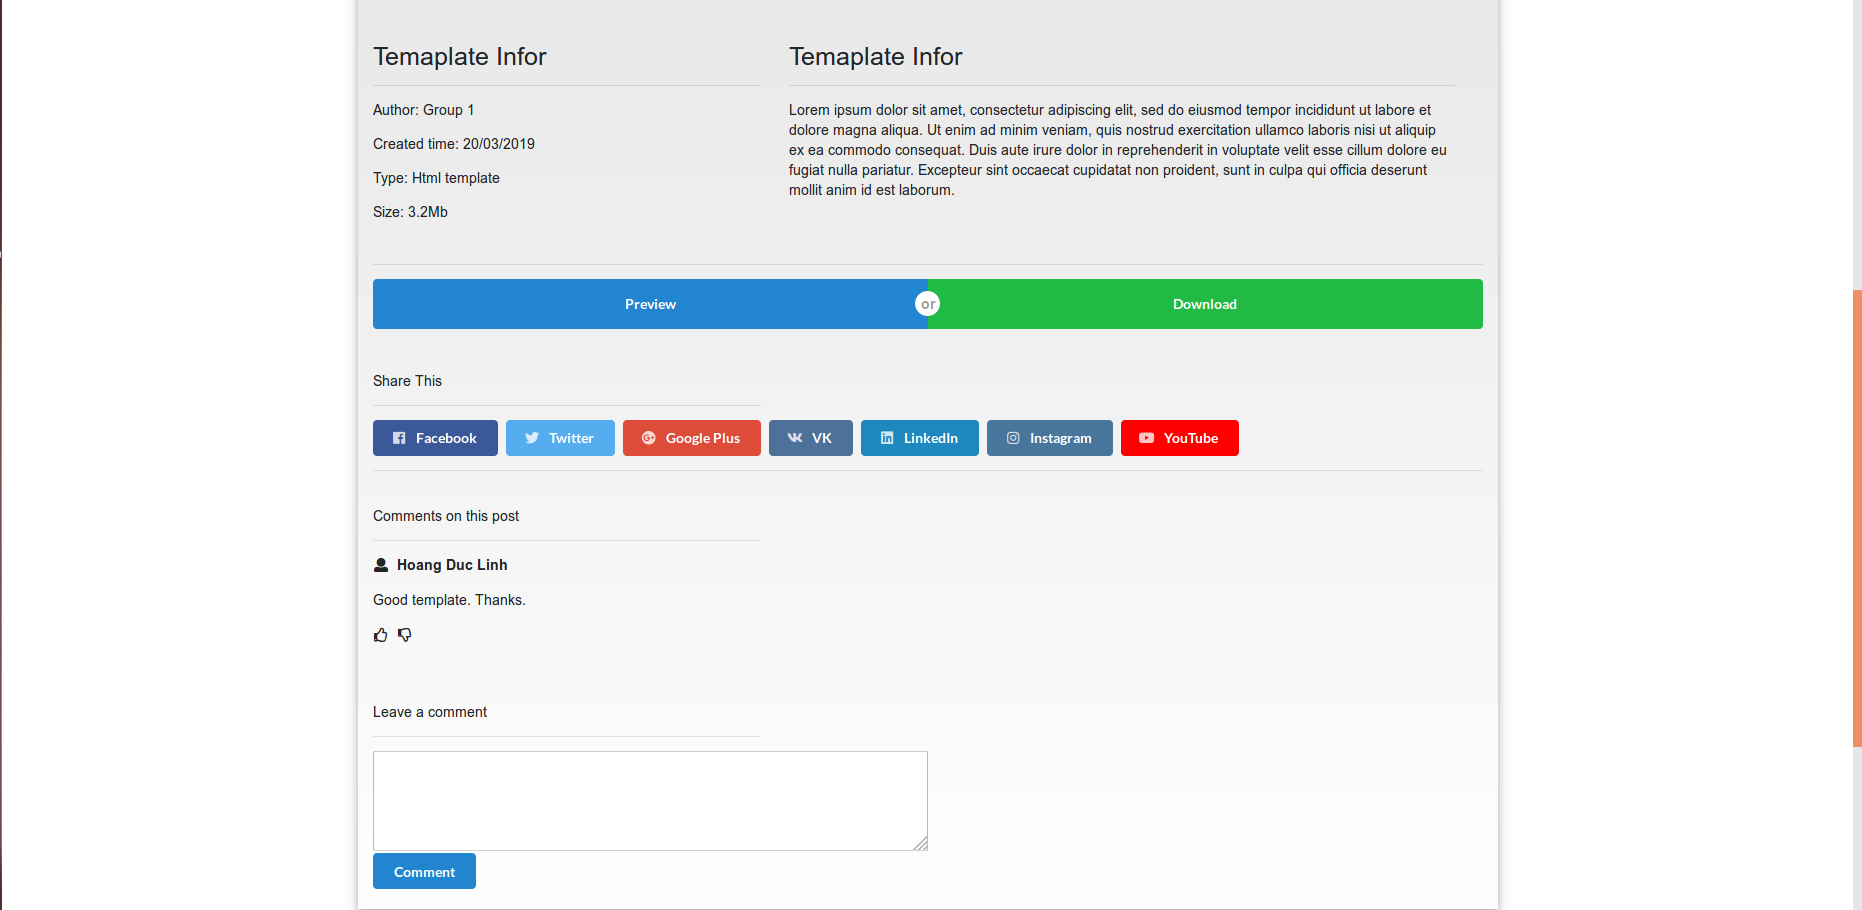 Temaplate Infor
Author: Group 1
Created time: 20/03/2019
Type: Html template
Size: 3.2Mb
Temaplate Infor
Lorem ipsum dolor sit amet, consectetur adipiscing elit, sed do eiusmod tempor incididunt ut labore et
dolore magna aliqua. Ut enim ad minim veniam, quis nostrud exercitation ullamco laboris nisi ut aliquip
ex ea commodo consequat. Duis aute irure dolor in reprehenderit in voluptate velit esse cillum dolore eu
fugiat nulla pariatur. Excepteur sint occaecat cupidatat non proident, sunt in culpa qui officia deserunt
mollit anim id est laborum.
Preview or Download
Share This
Facebook Twitter Google Plus VK LinkedIn Instagram YouTube
Comments on this post
Hoang Duc Linh
Good template. Thanks.
Leave a comment
Comment